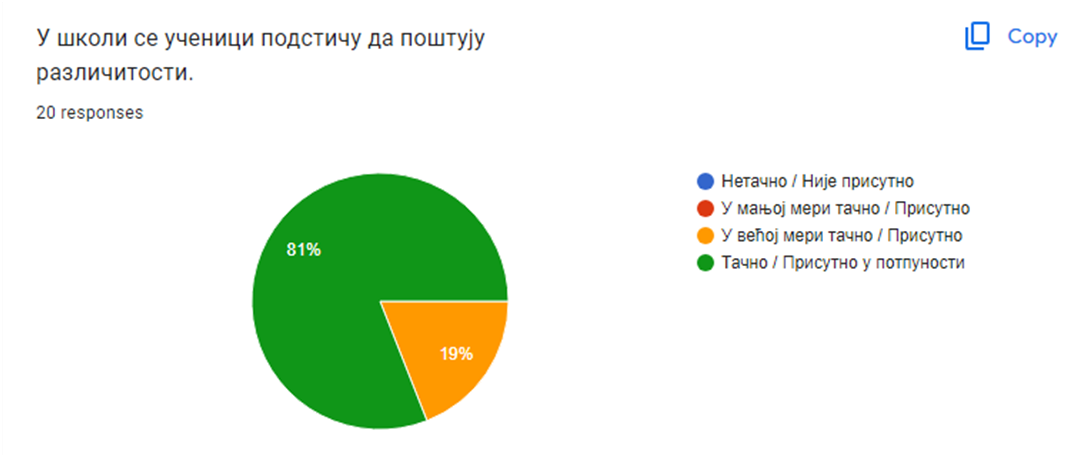 У школи се ученици подстичу да поштују
различитости.
Copy
20 responses
Нетачно / Није присутно
У мањој мери тачно / Присутно
У већој мери тачно / Присутно
Тачно / Присутно у потпуности
81%
19%